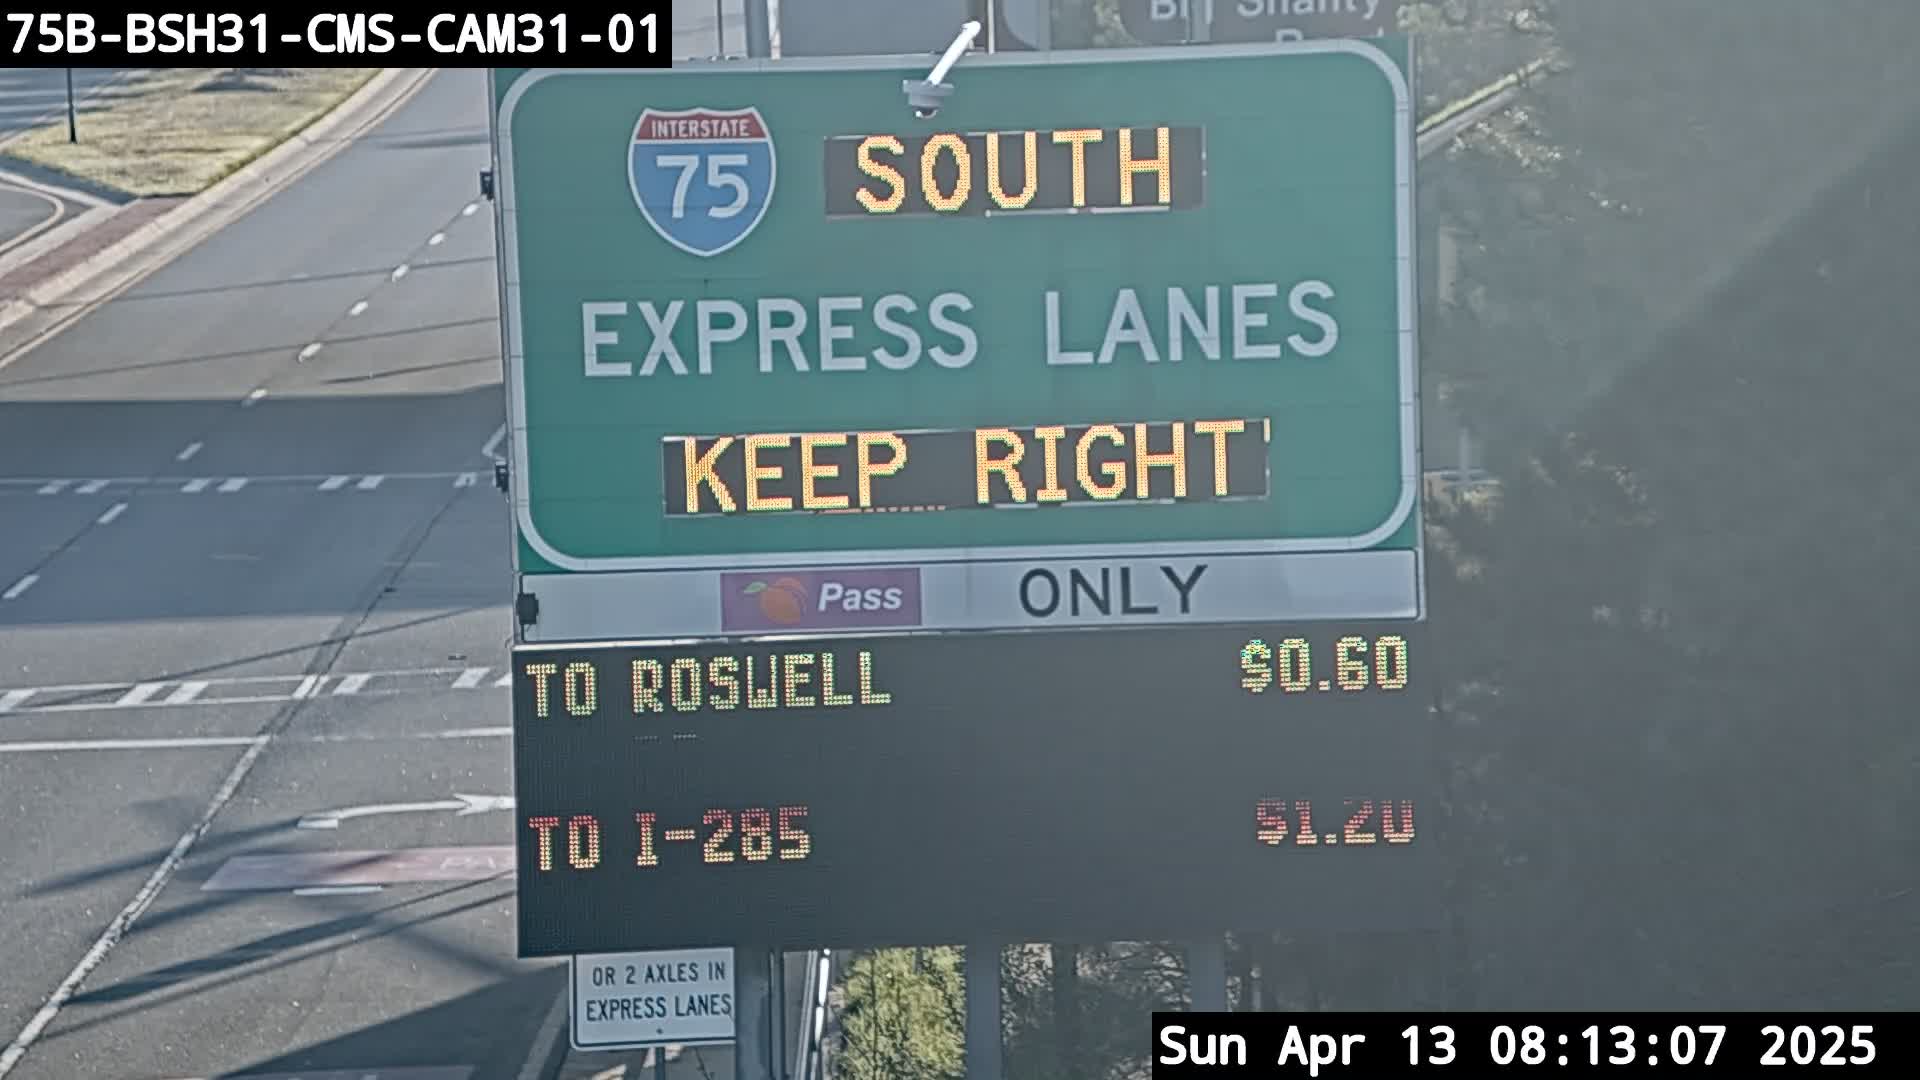 75B-BSH31-CMS-CAM31-01
Shanty
INTERSTATE
75
SOUTH
EXPRESS LANES
KEEP RIGHT
Pass ONLY
TO ROSWELL $0.60
TO I-285 $1.20
OR 2 AXLES IN
EXPRESS LANES
Sun Apr 13 08:13:07 2025